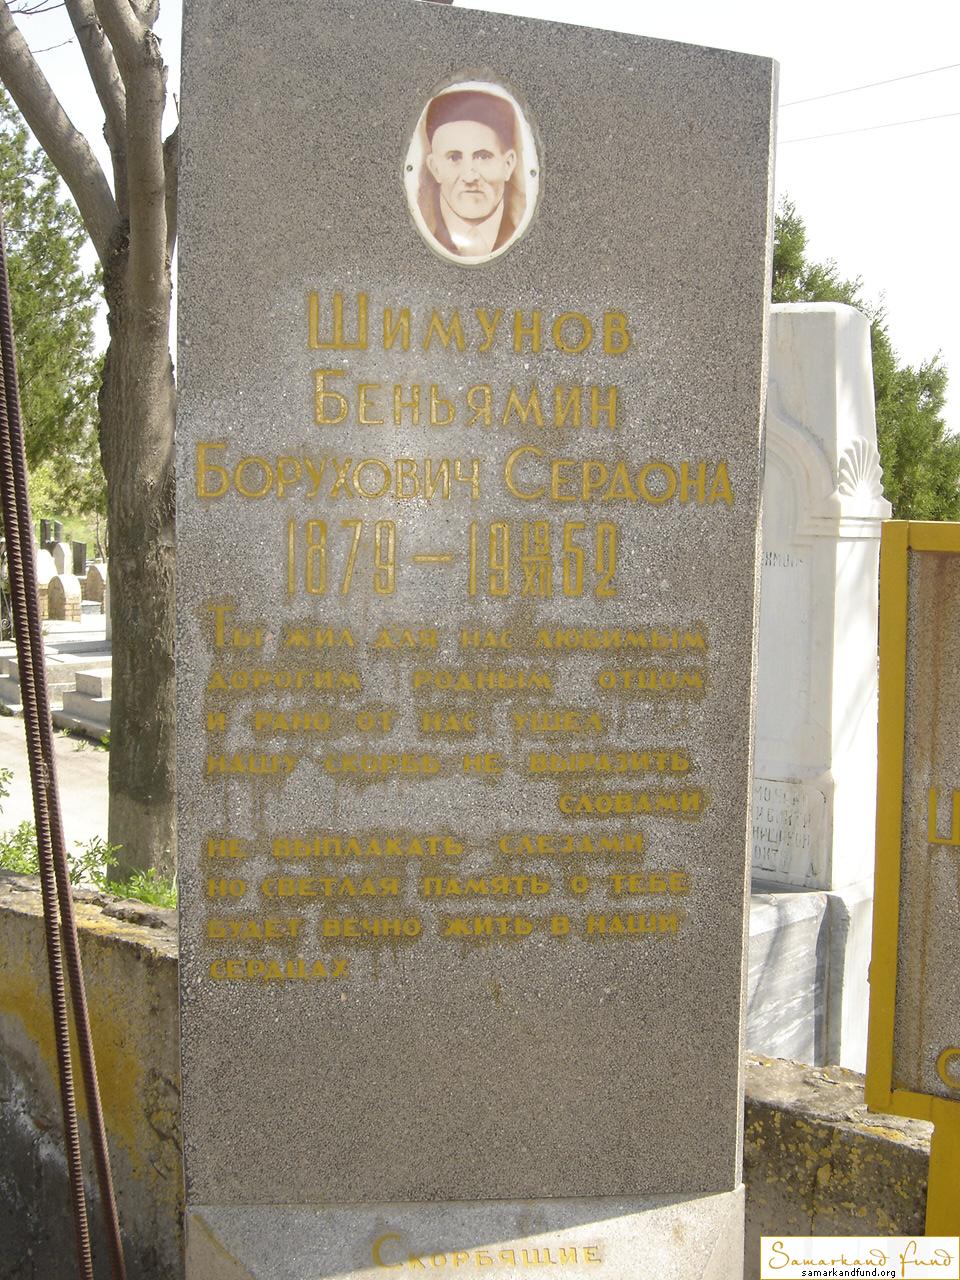 Шимунов
Беньямин
Борухович Сердона
1879 – 19 19/XII 52
Ты жил для нас любимым
дорогим родным отцом
и рано от нас ушел
нашу скорбь не выразить
словами
не выплакать слезами
но светлая память о тебе
будет вечно жить в наши
сердцах
Скорбящие
Samarkand Fund
samarkandfund.org